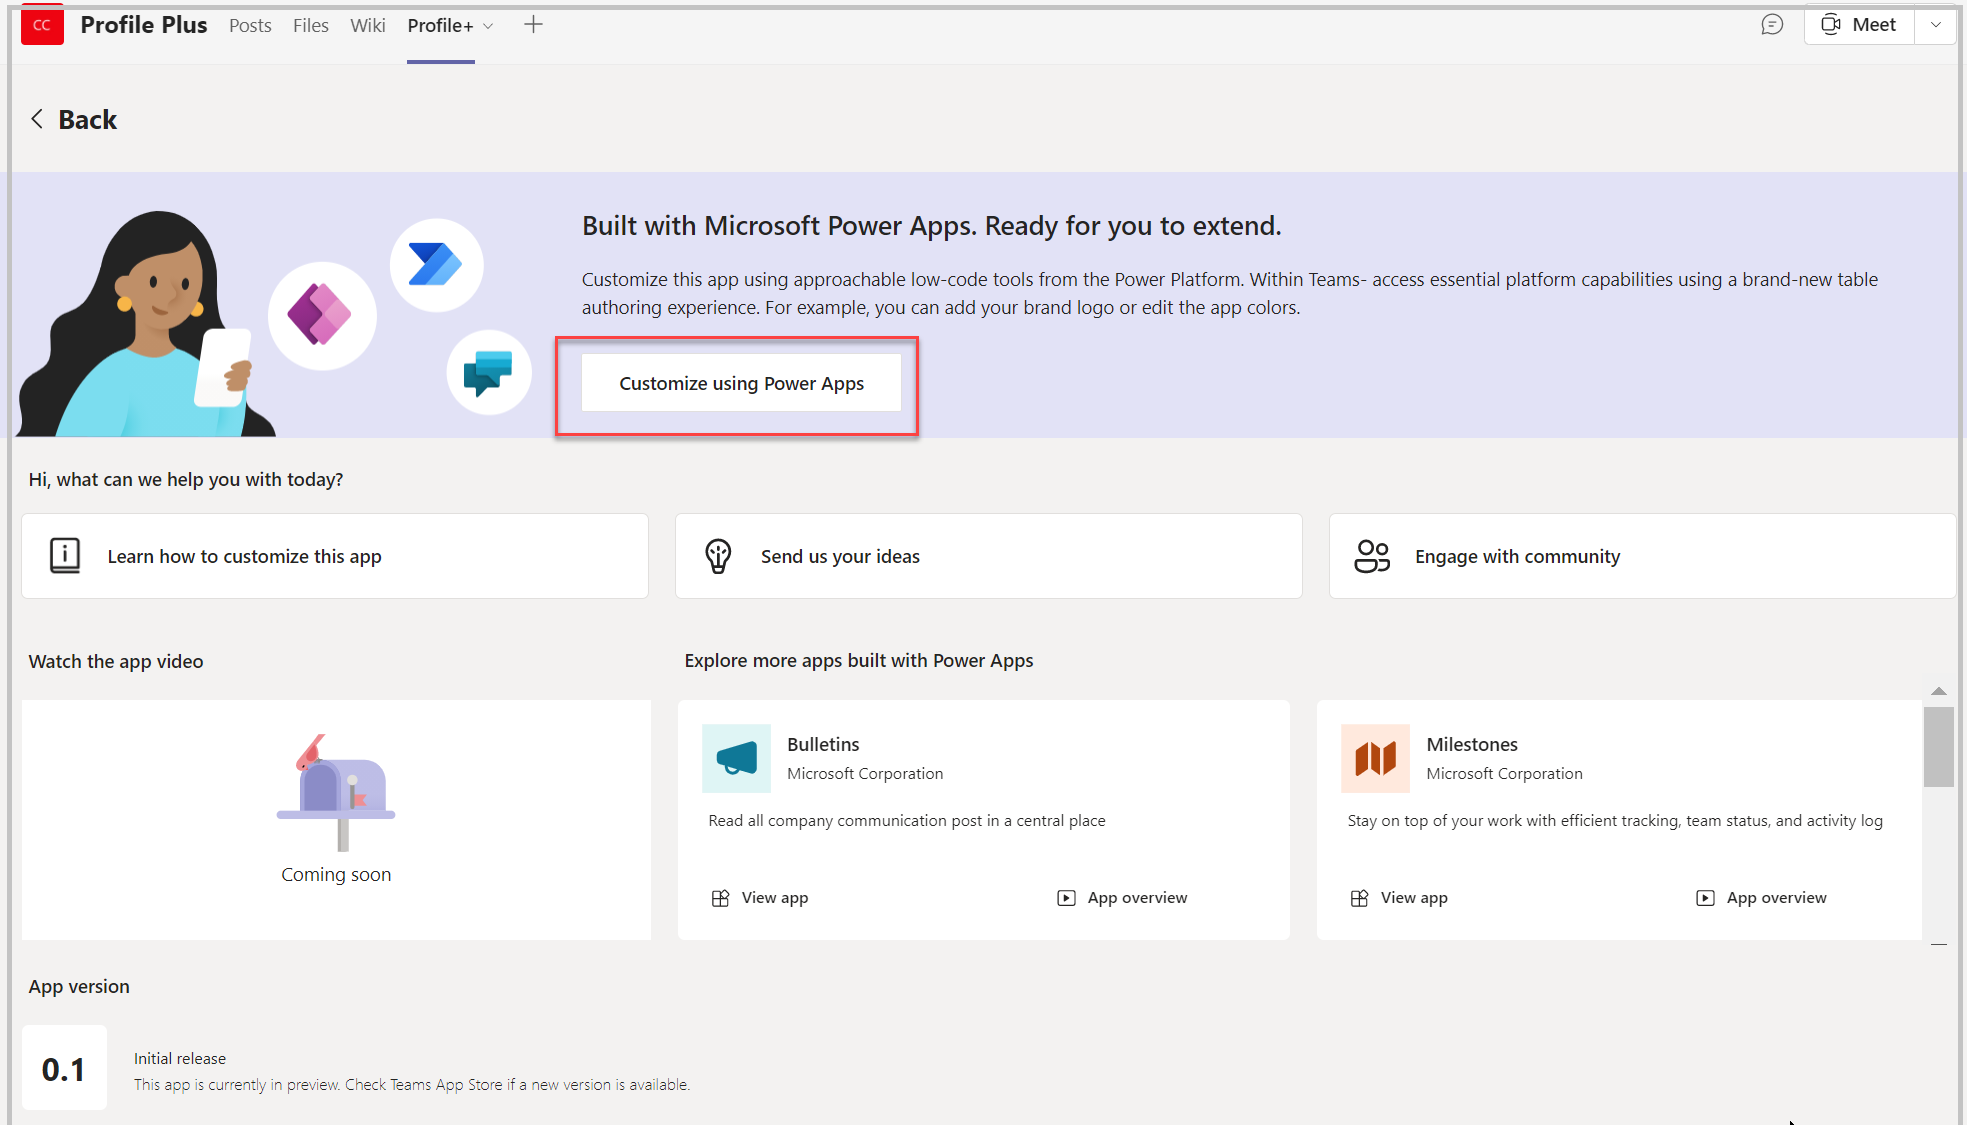 CC Profile Plus Posts Files Wiki Profile+ Meet
Back
Built with Microsoft Power Apps. Ready for you to extend.
Customize this app using approachable low-code tools from the Power Platform. Within Teams- access essential platform capabilities using a brand-new table
authoring experience. For example, you can add your brand logo or edit the app colors.
Customize using Power Apps
Hi, what can we help you with today?
Learn how to customize this app
Send us your ideas
Engage with community
Watch the app video
Coming soon
Explore more apps built with Power Apps
Bulletins
Microsoft Corporation
Read all company communication post in a central place
View app App overview
Milestones
Microsoft Corporation
Stay on top of your work with efficient tracking, team status, and activity log
View app App overview
App version
0.1
Initial release
This app is currently in preview. Check Teams App Store if a new version is available.